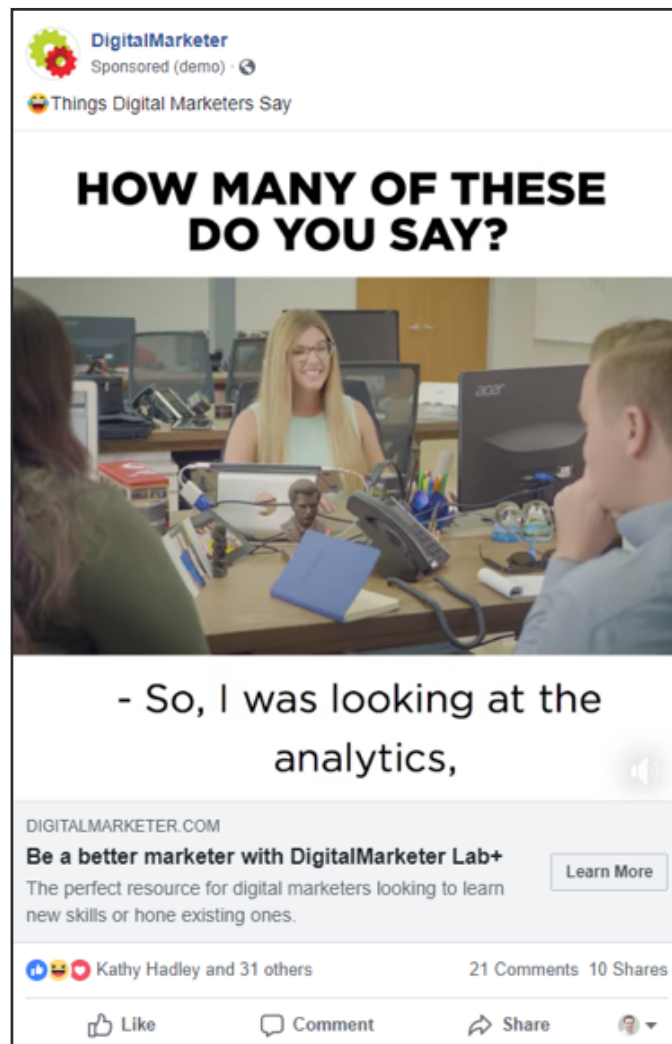 DigitalMarketer
Sponsored (demo) ·
😂Things Digital Marketers Say
HOW MANY OF THESE
DO YOU SAY?
acer
- So, I was looking at the
analytics,
DIGITALMARKETER.COM
Be a better marketer with DigitalMarketer Lab+
The perfect resource for digital marketers looking to learn
new skills or hone existing ones.
Learn More
Kathy Hadley and 31 others
21 Comments 10 Shares
Like Comment Share